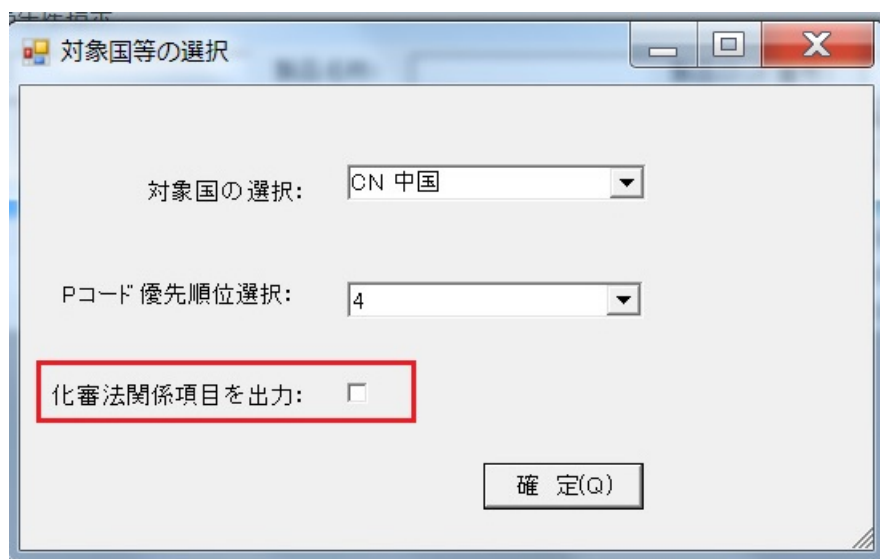 対象国等の選択
対象国の選択: CN 中国
Pコード優先順位選択: 4
化審法関係項目を出力:
確 定(Q)